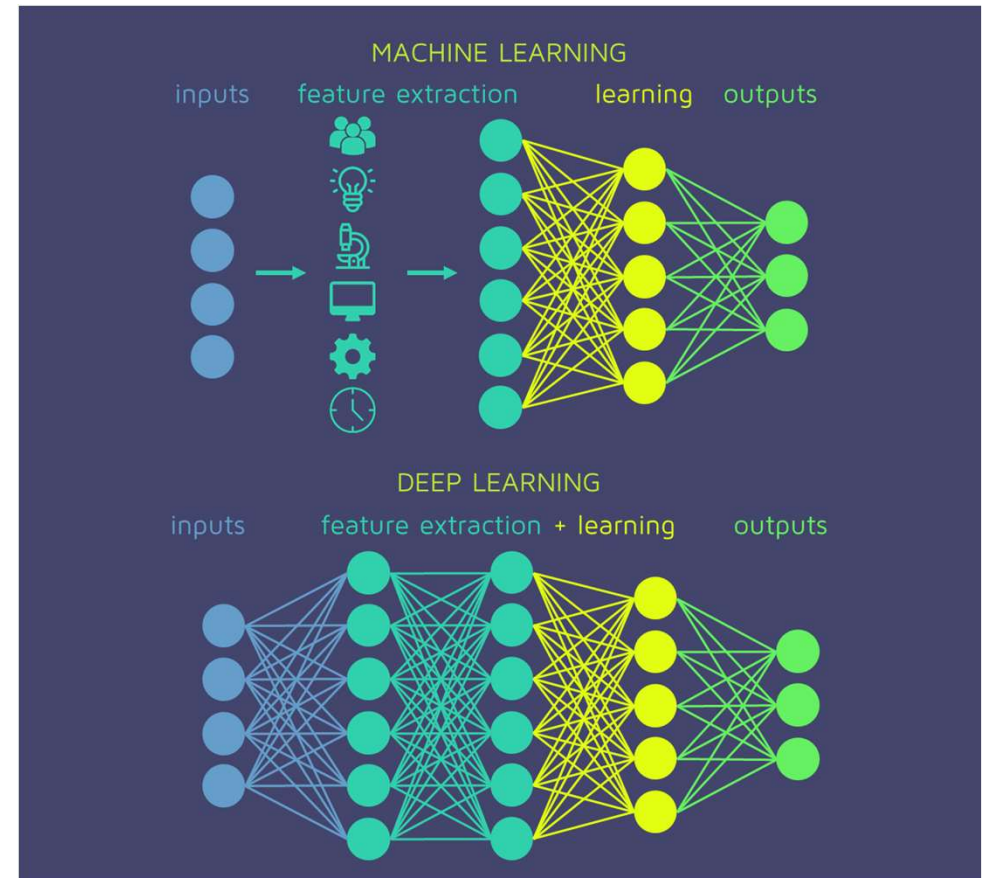 MACHINE LEARNING
inputs feature extraction learning outputs
DEEP LEARNING
inputs feature extraction + learning outputs